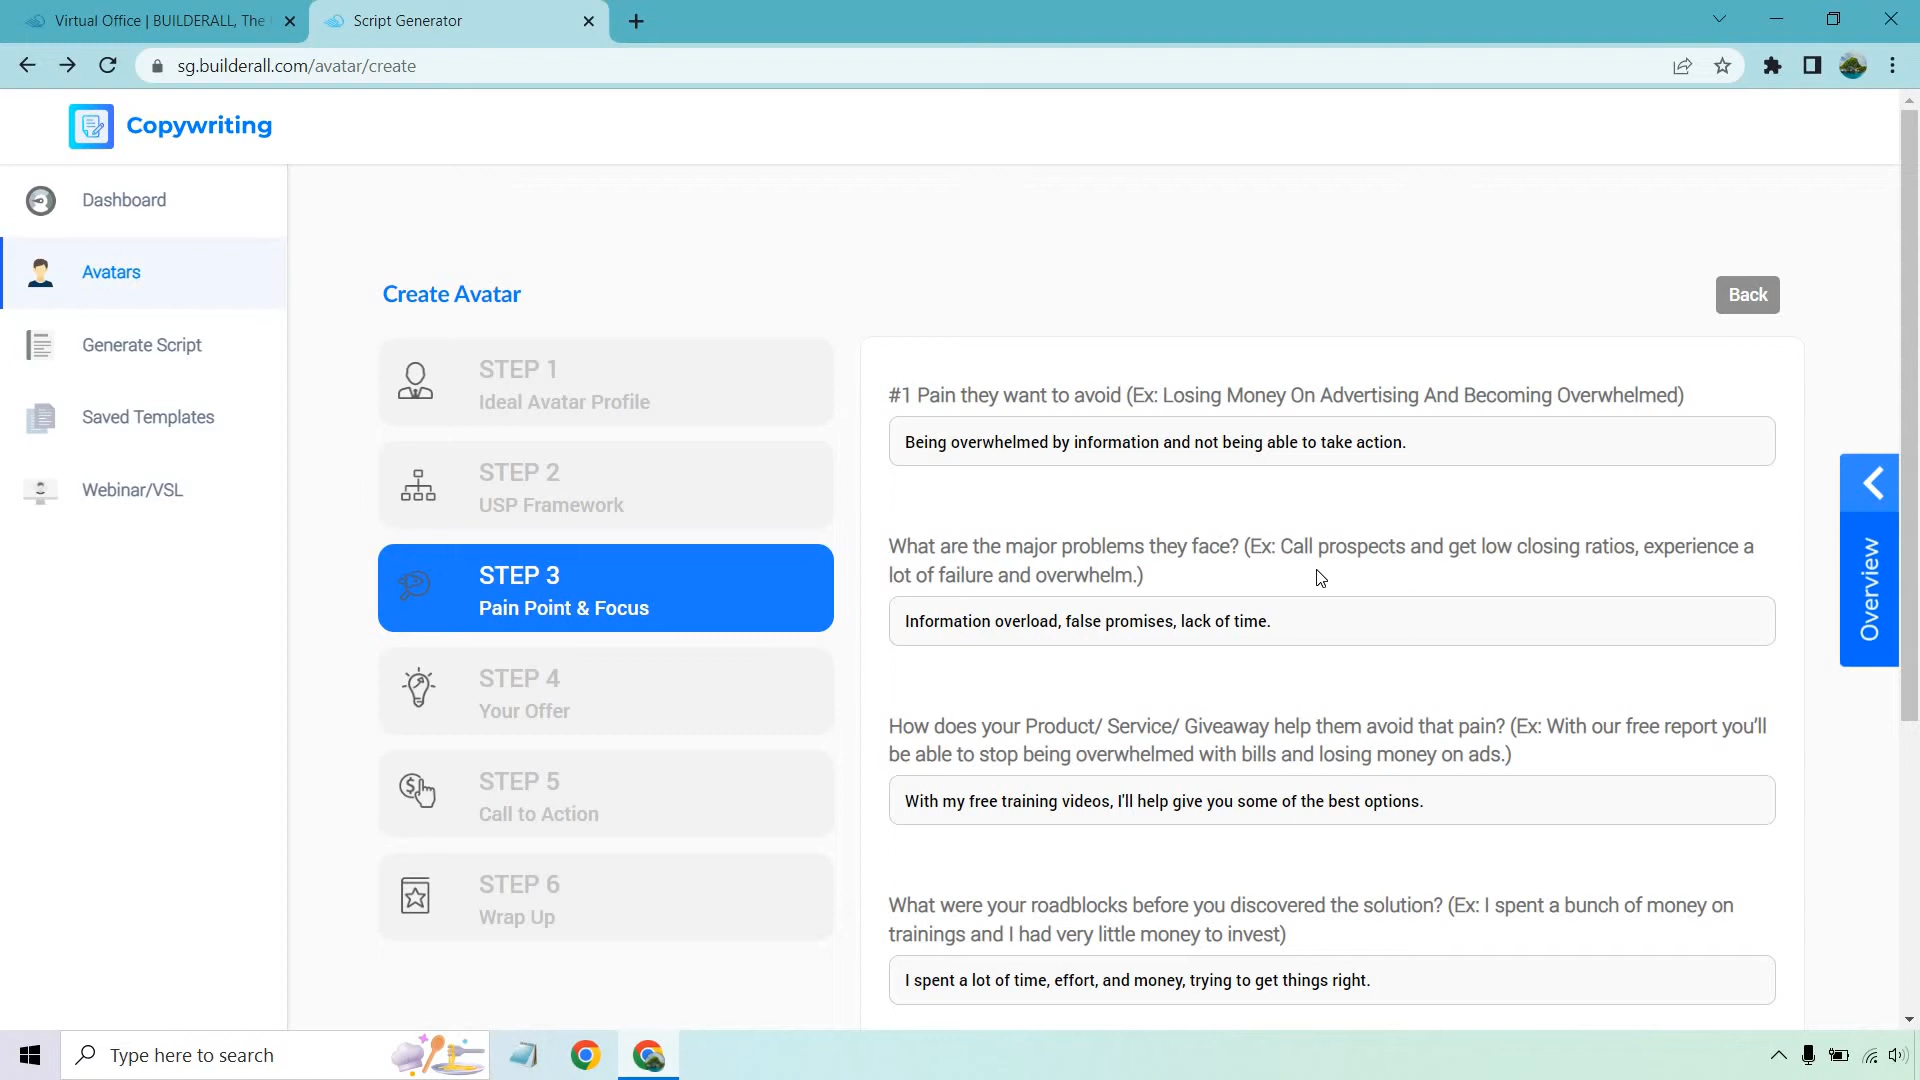 Virtual Office | BUILDERALL, The
Script Generator
sg.builderall.com/avatar/create
Copywriting
Dashboard
Avatars
Generate Script
Saved Templates
Webinar/VSL
Create Avatar
Back
STEP 1
Ideal Avatar Profile
STEP 2
USP Framework
STEP 3
Pain Point & Focus
STEP 4
Your Offer
STEP 5
Call to Action
STEP 6
Wrap Up
#1 Pain they want to avoid (Ex: Losing Money On Advertising And Becoming Overwhelmed)
Being overwhelmed by information and not being able to take action.
What are the major problems they face? (Ex: Call prospects and get low closing ratios, experience a
lot of failure and overwhelm.)
Information overload, false promises, lack of time.
How does your Product/ Service/ Giveaway help them avoid that pain? (Ex: With our free report you’ll
be able to stop being overwhelmed with bills and losing money on ads.)
With my free training videos, I'll help give you some of the best options.
What were your roadblocks before you discovered the solution? (Ex: I spent a bunch of money on
trainings and I had very little money to invest)
I spent a lot of time, effort, and money, trying to get things right.
Overview
Type here to search